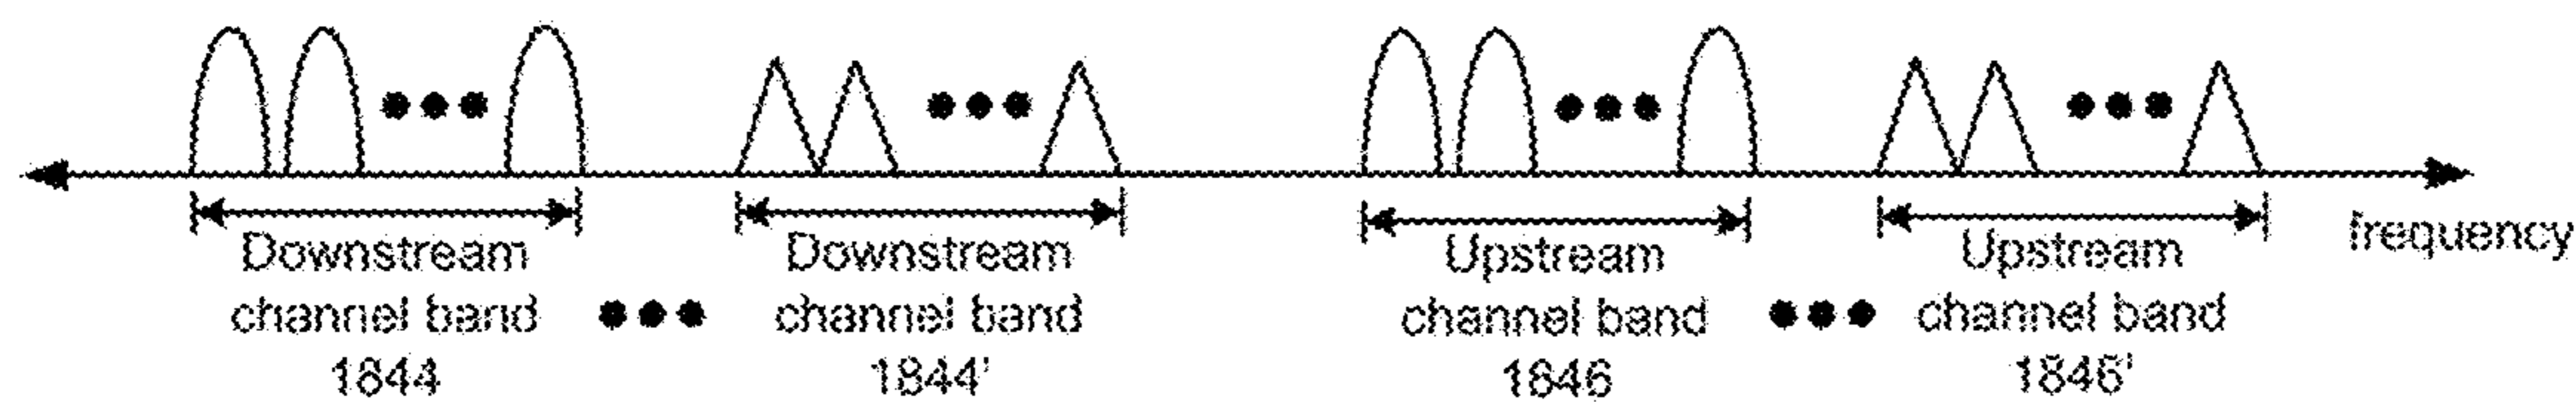 Downstream
channel band
1844
Downstream
channel band
1844'
Upstream
channel band
1846
Upstream
channel band
1846'
frequency